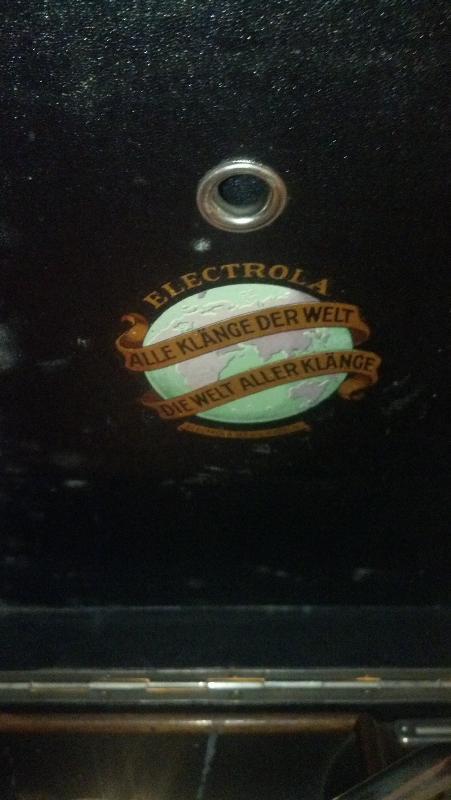 ELECTROLA
ALLE KLÄNGE DER WELT
DIE WELT ALLER KLÄNGE